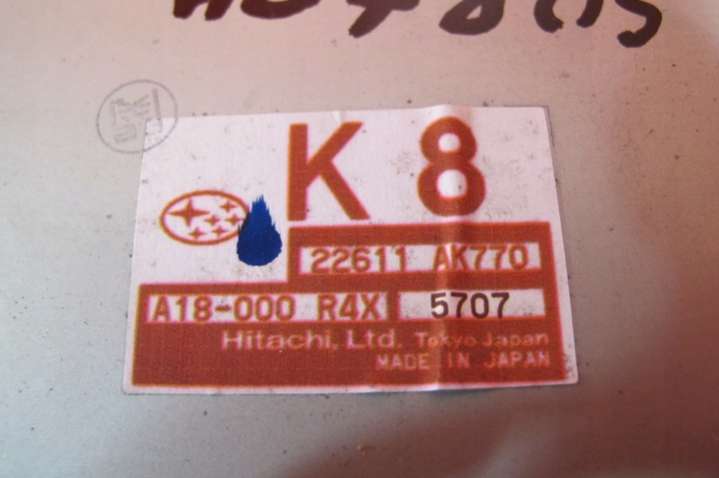 K 8
22611 AK770
A18-000 R4X 5707
Hitachi, Ltd. Tokyo Japan
MADE IN JAPAN